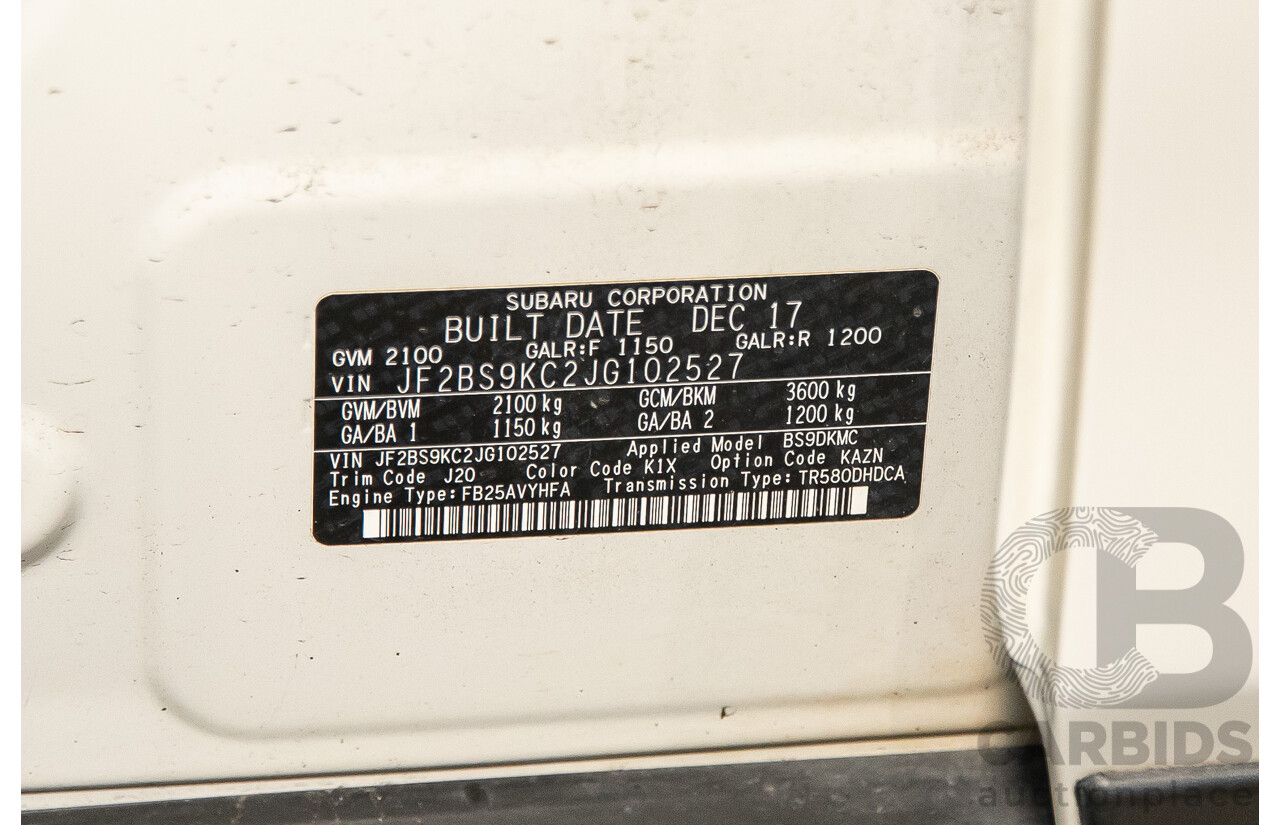 SUBARU CORPORATION
BUILT DATE DEC 17
GVM 2100 GALR:F 1150 GALR:R 1200
VIN JF2BS9KC2JG102527
GVM/BVM 2100 kg GCM/BKM 3600 kg
GA/BA 1 1150 kg GA/BA 2 1200 kg
VIN JF2BS9KC2JG102527 Applied Model BS9DKMC
Trim Code J20 Color Code K1X Option Code KAZN
Engine Type: FB25AVYHFA Transmission Type: TR580DHDCA
CB
CARBIDS
auctionplace